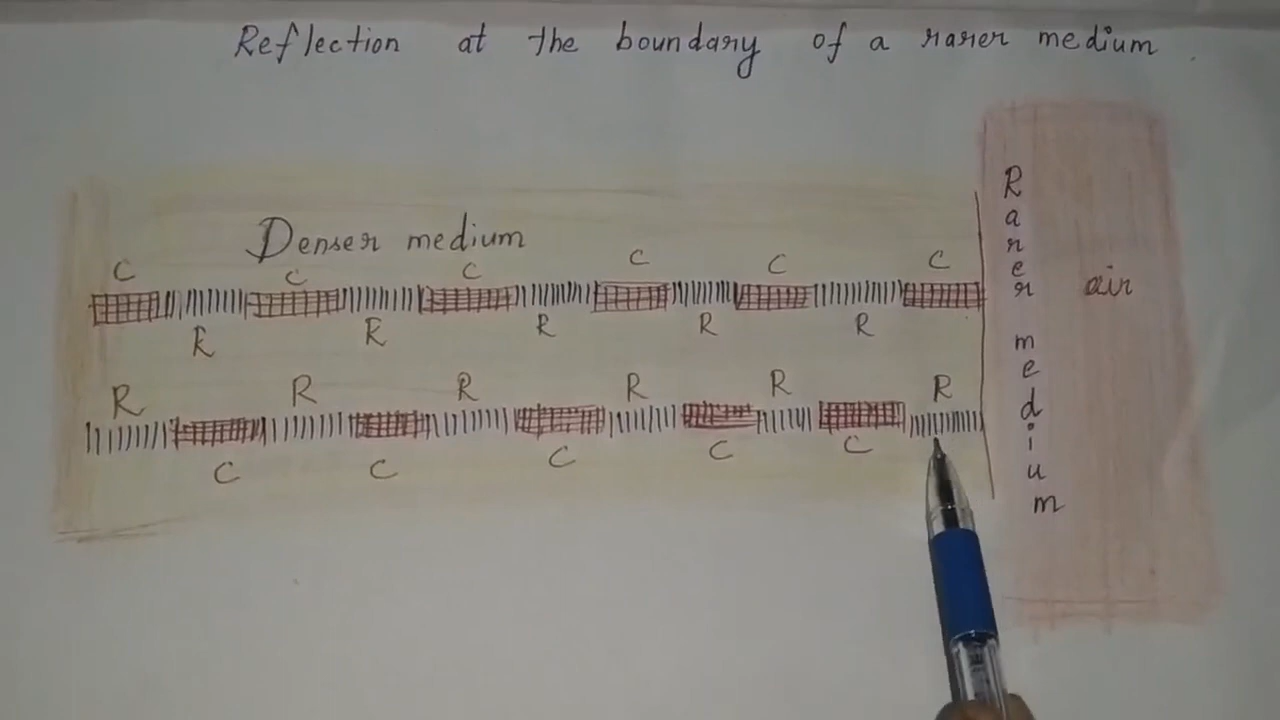 Reflection at the boundary of a rarer medium
Denser medium
C C C C C C
R R R R R
R R R R R R
C C C C C
Rarer medium
air